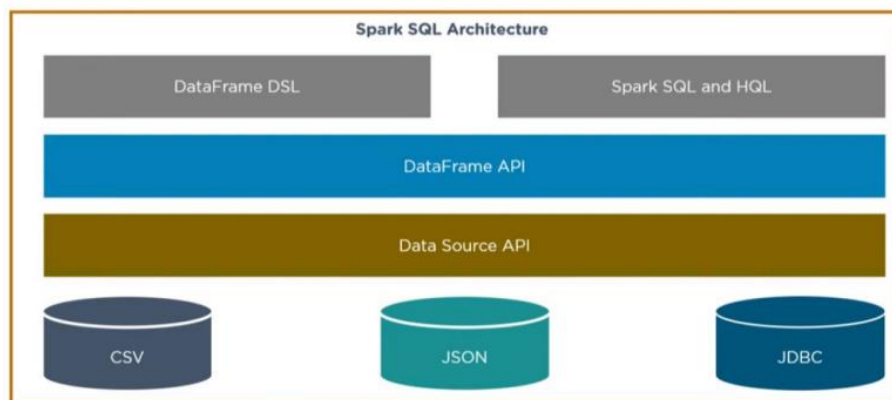 Spark SQL Architecture
DataFrame DSL
Spark SQL and HQL
DataFrame API
Data Source API
CSV
JSON
JDBC